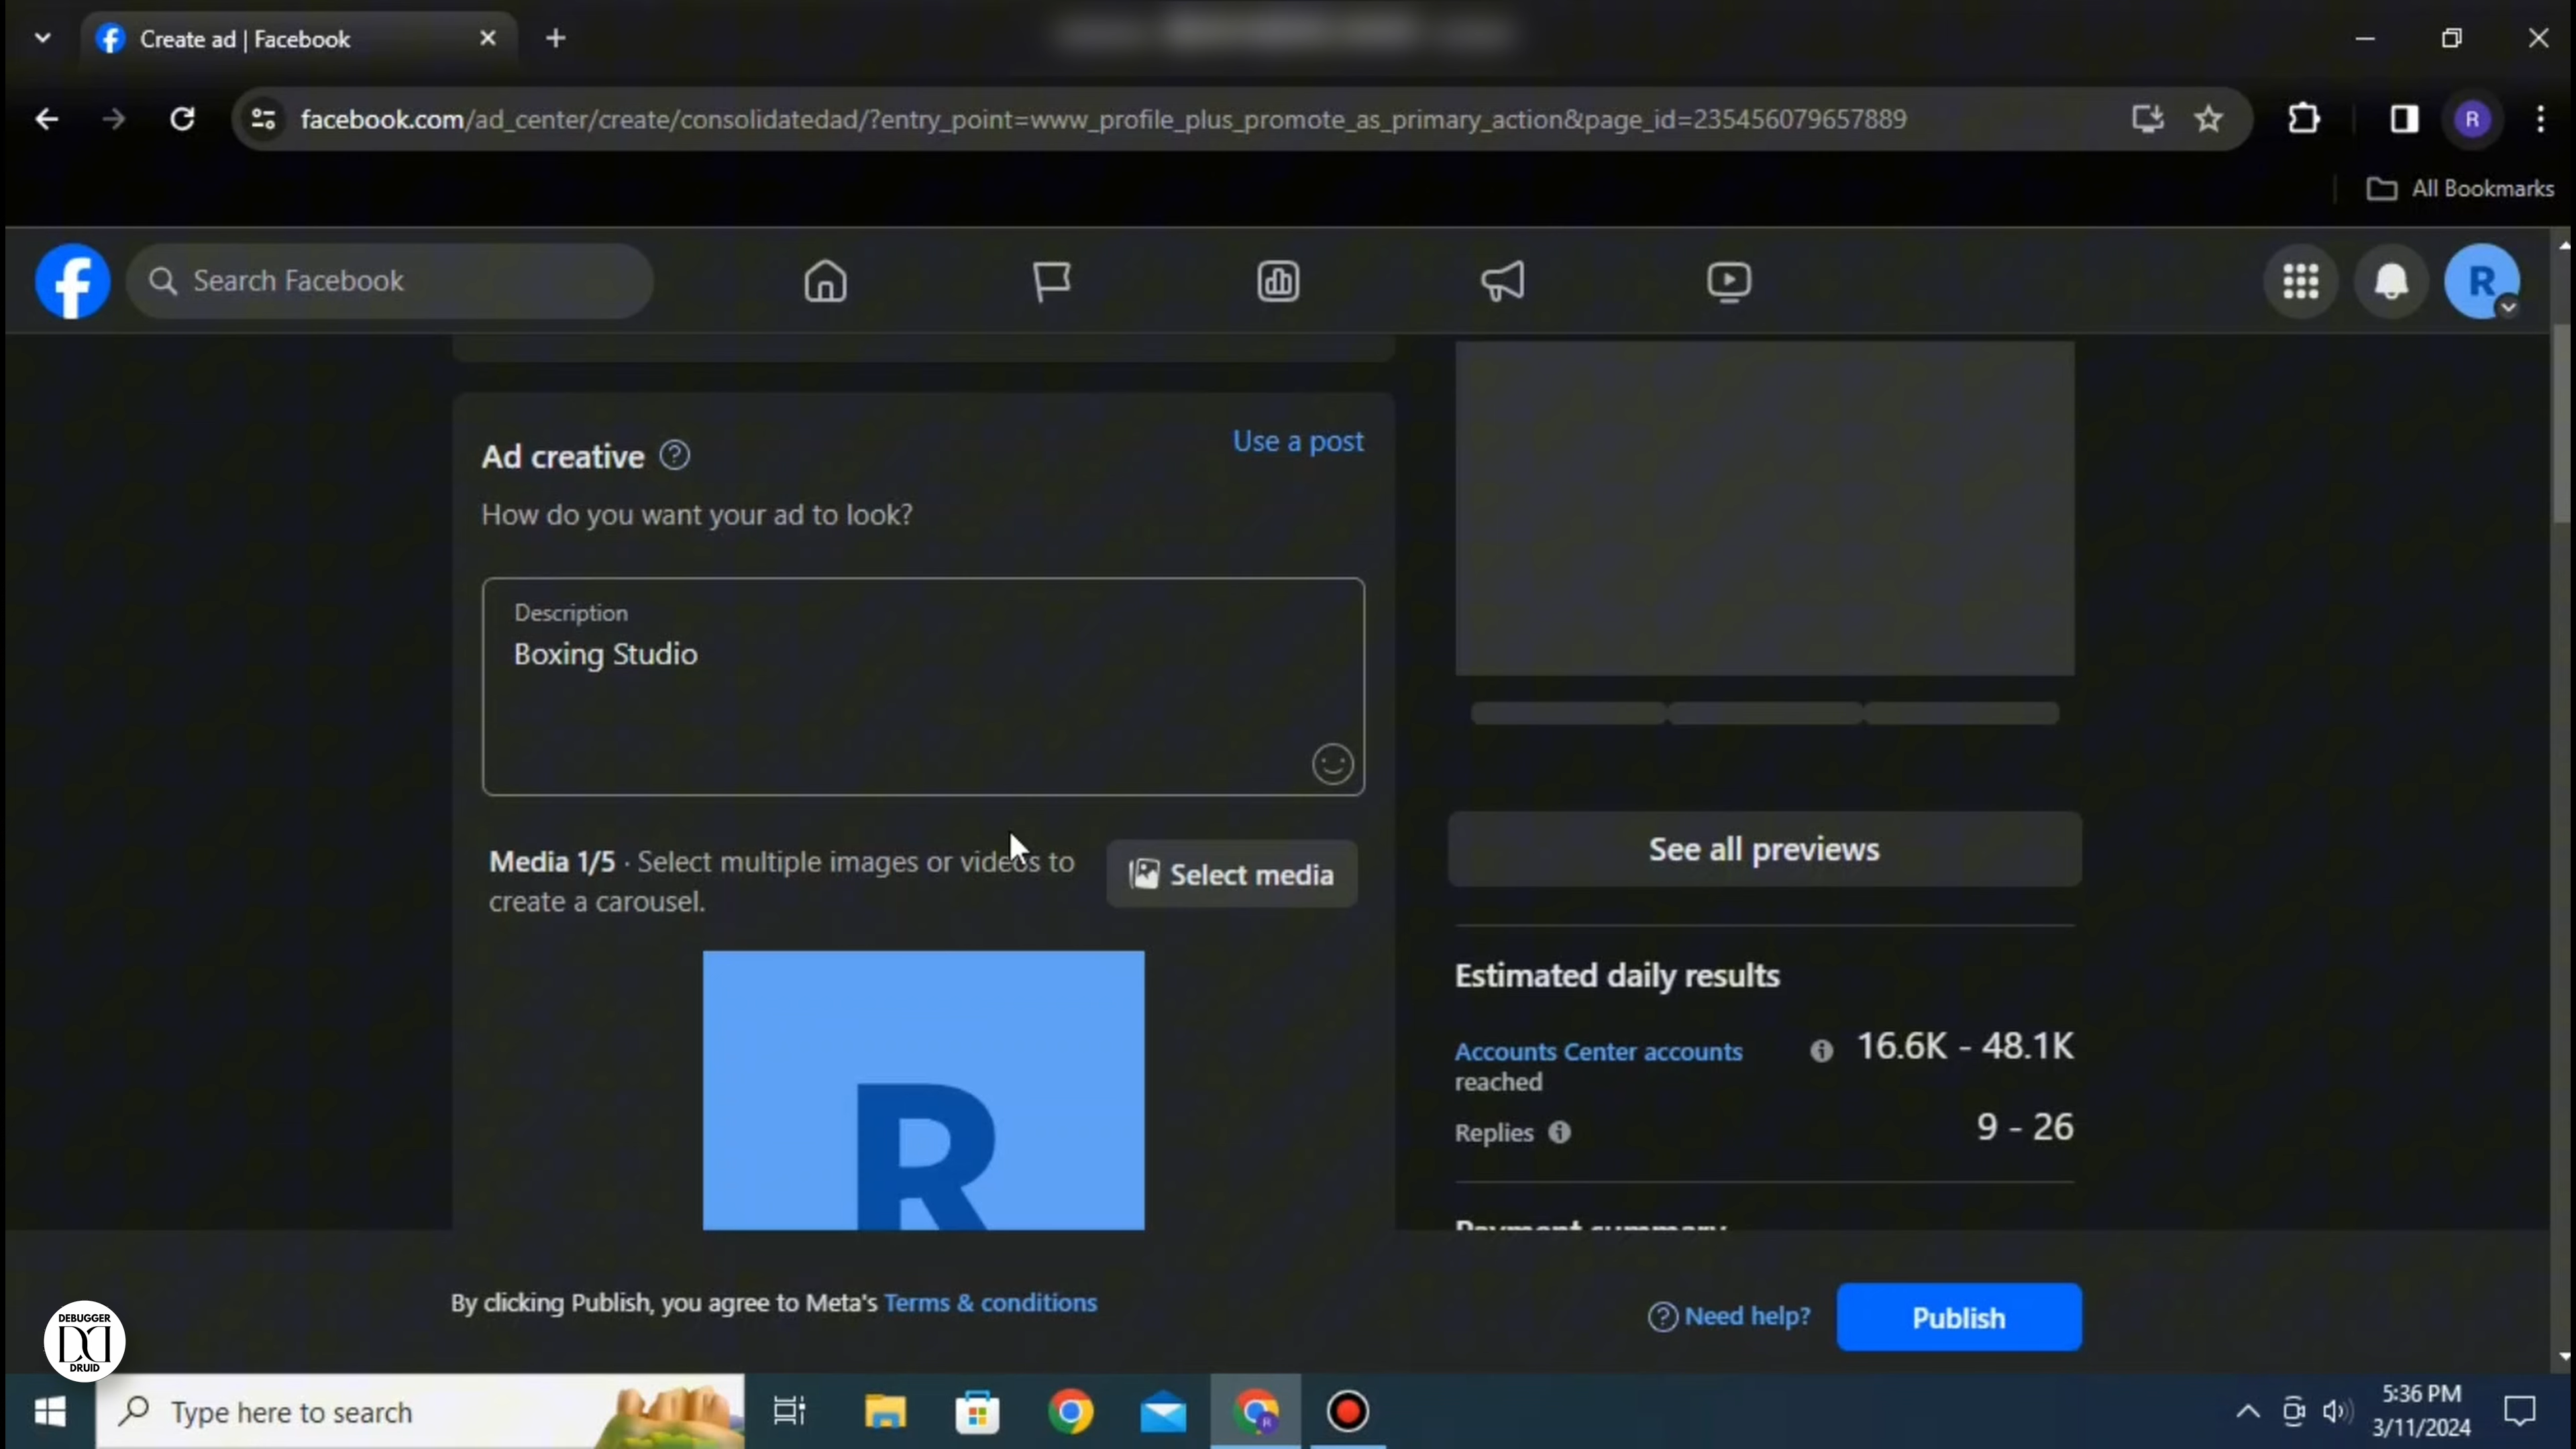 Create ad | Facebook
facebook.com/ad_center/create/consolidatedad/?entry_point=www_profile_plus_promote_as_primary_action&page_id=235456079657889
R
All Bookmarks
Search Facebook
R
Ad creative
Use a post
How do you want your ad to look?
Description
Boxing Studio
Media 1/5 · Select multiple images or videos to
create a carousel.
Select media
R
See all previews
Estimated daily results
Accounts Center accounts
reached
16.6K - 48.1K
Replies
9 - 26
Payment summary
By clicking Publish, you agree to Meta's Terms & conditions
Need help?
Publish
DEBUGGER
DD
DRUID
Type here to search
R
5:36 PM
3/11/2024